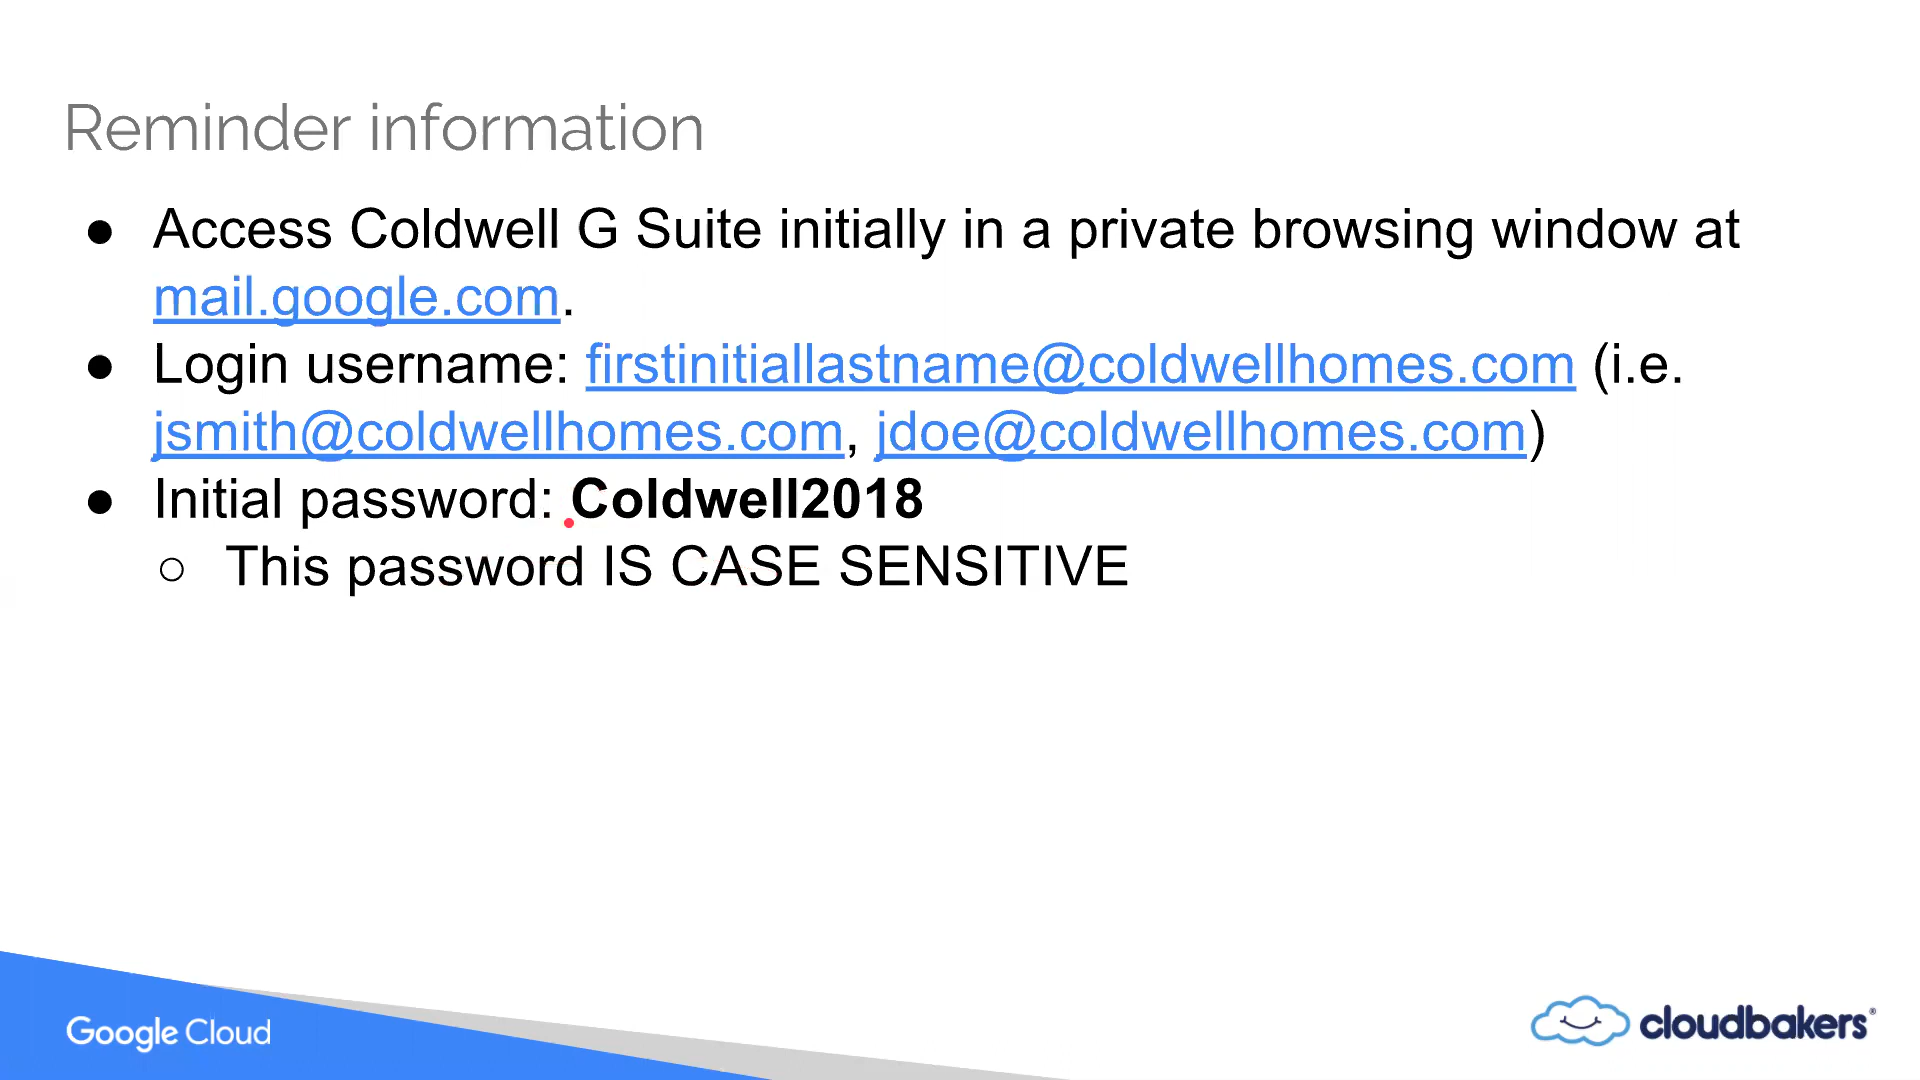 Reminder information
● Access Coldwell G Suite initially in a private browsing window at
mail.google.com.
● Login username: firstinitiallastname@coldwellhomes.com (i.e.
jsmith@coldwellhomes.com, jdoe@coldwellhomes.com)
● Initial password: Coldwell2018
○ This password IS CASE SENSITIVE
Google Cloud
cloudbakers®